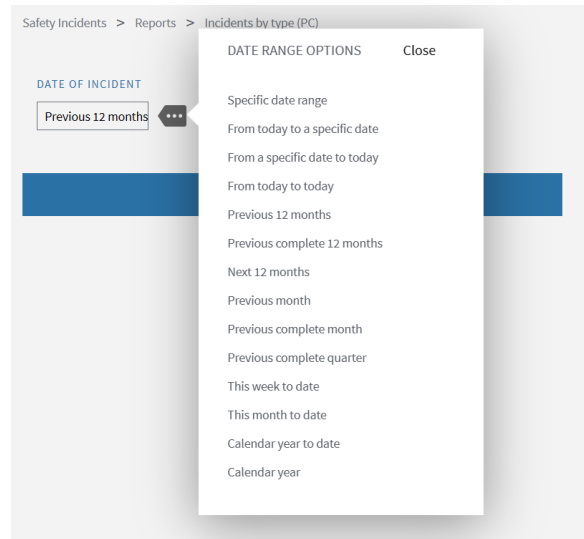 Safety Incidents > Reports > Incidents by type (PC)
DATE RANGE OPTIONS Close
DATE OF INCIDENT
Previous 12 months
Specific date range
From today to a specific date
From a specific date to today
From today to today
Previous 12 months
Previous complete 12 months
Next 12 months
Previous month
Previous complete month
Previous complete quarter
This week to date
This month to date
Calendar year to date
Calendar year